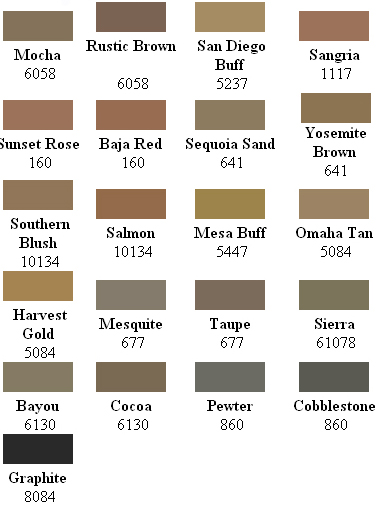 Mocha
6058
Rustic Brown
6058
San Diego
Buff
5237
Sangria
1117
Sunset Rose
160
Baja Red
160
Sequoia Sand
641
Yosemite
Brown
641
Southern
Blush
10134
Salmon
10134
Mesa Buff
5447
Omaha Tan
5084
Harvest
Gold
5084
Mesquite
677
Taupe
677
Sierra
61078
Bayou
6130
Cocoa
6130
Pewter
860
Cobblestone
860
Graphite
8084